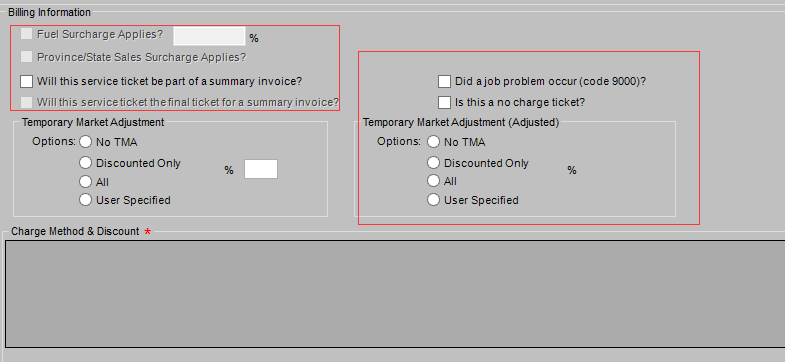 Billing Information
Fuel Surcharge Applies? %
Province/State Sales Surcharge Applies?
Will this service ticket be part of a summary invoice?
Will this service ticket the final ticket for a summary invoice?
Did a job problem occur (code 9000)?
Is this a no charge ticket?
Temporary Market Adjustment
Options: No TMA
Discounted Only
%
All
User Specified
Temporary Market Adjustment (Adjusted)
Options: No TMA
Discounted Only
%
All
User Specified
Charge Method & Discount *